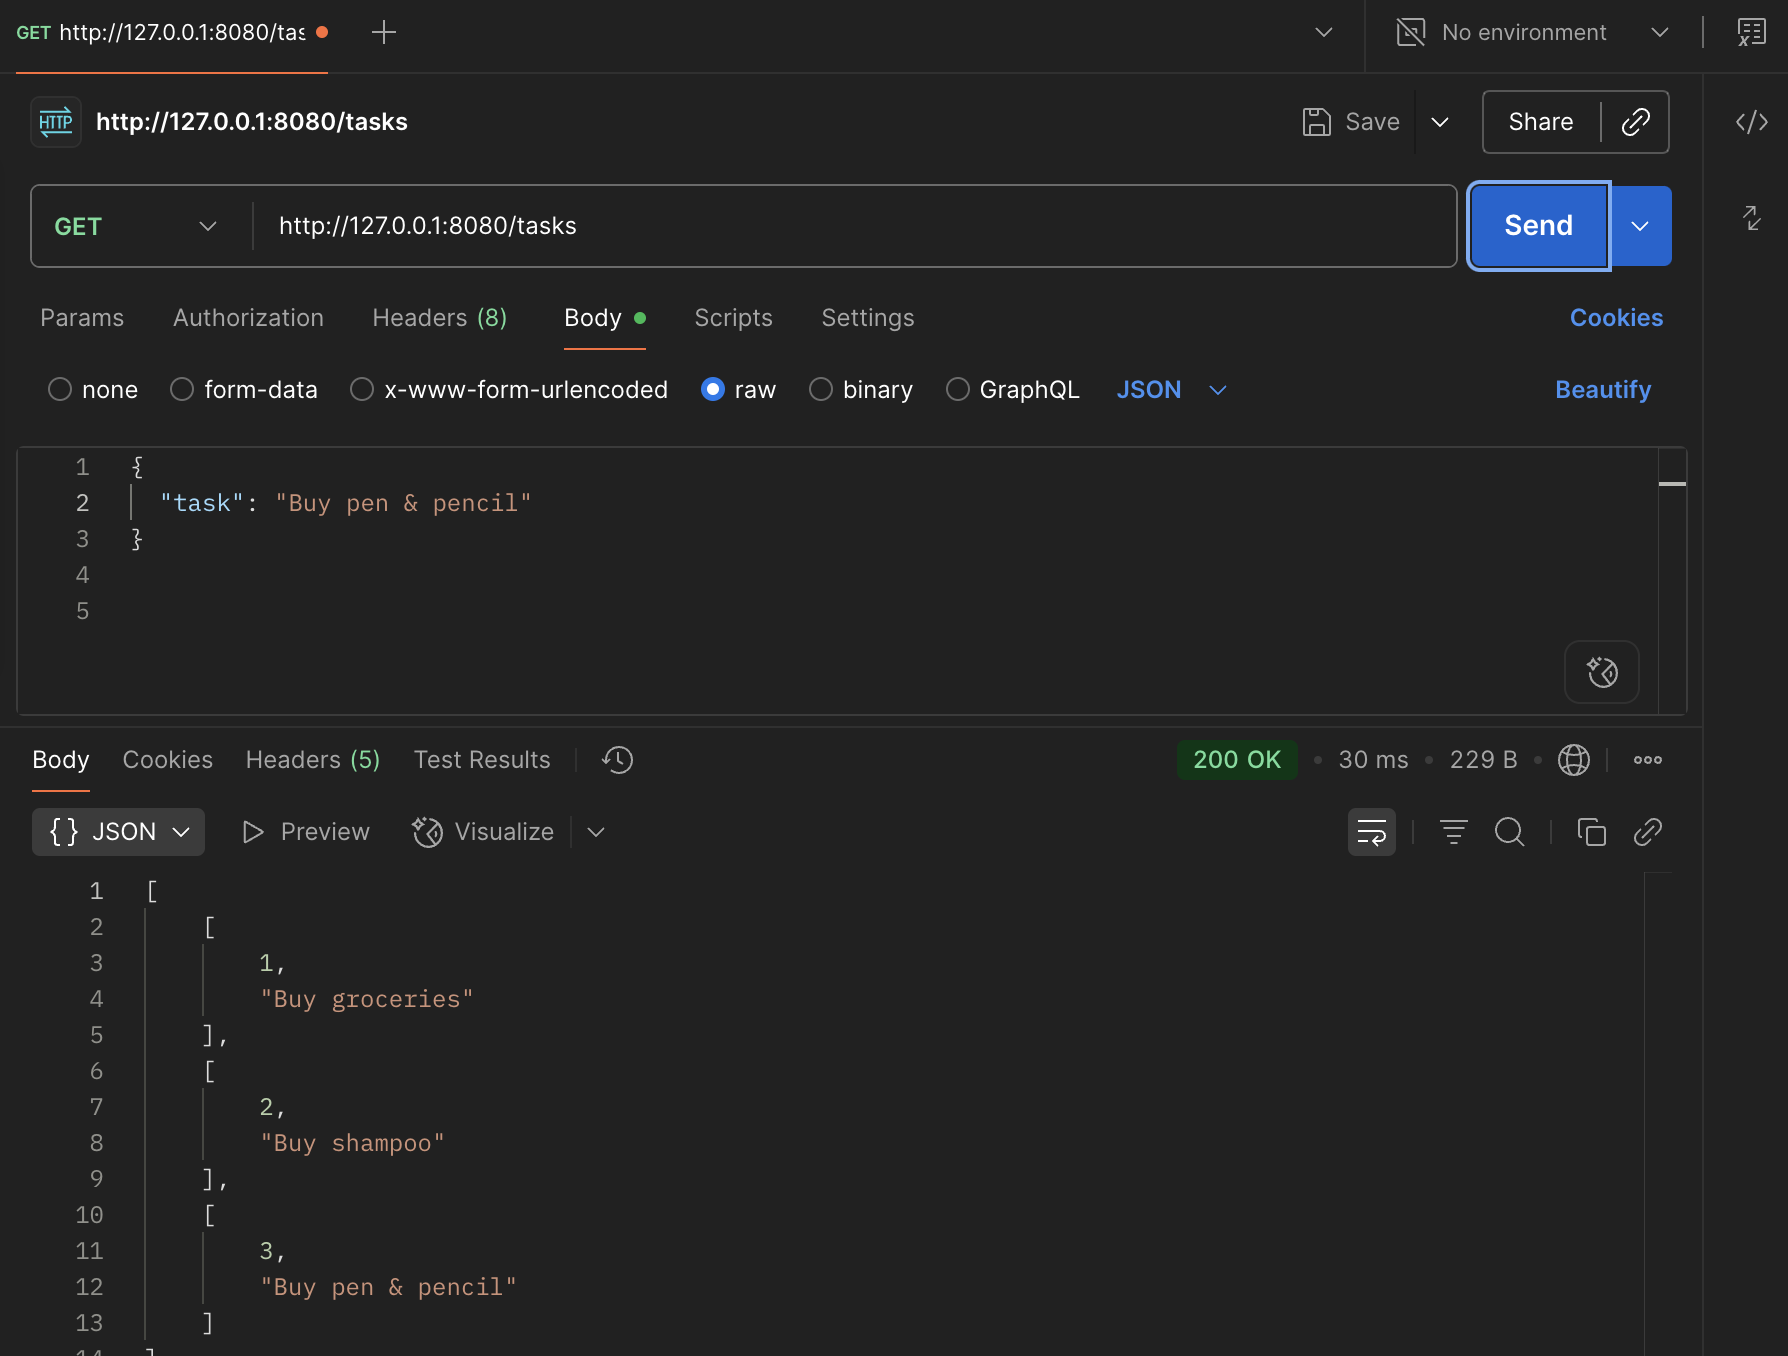 GET http://127.0.0.1:8080/tas
No environment
HTTP http://127.0.0.1:8080/tasks
Save
Share
GET http://127.0.0.1:8080/tasks
Send
Params Authorization Headers (8) Body Scripts Settings Cookies
none form-data x-www-form-urlencoded raw binary GraphQL JSON Beautify
1 {
2 "task": "Buy pen & pencil"
3 }
4
5
Body Cookies Headers (5) Test Results 200 OK • 30 ms • 229 B •
{} JSON Preview Visualize
1 [
2 [
3 1,
4 "Buy groceries"
5 ],
6 [
7 2,
8 "Buy shampoo"
9 ],
10 [
11 3,
12 "Buy pen & pencil"
13 ]
14 ]